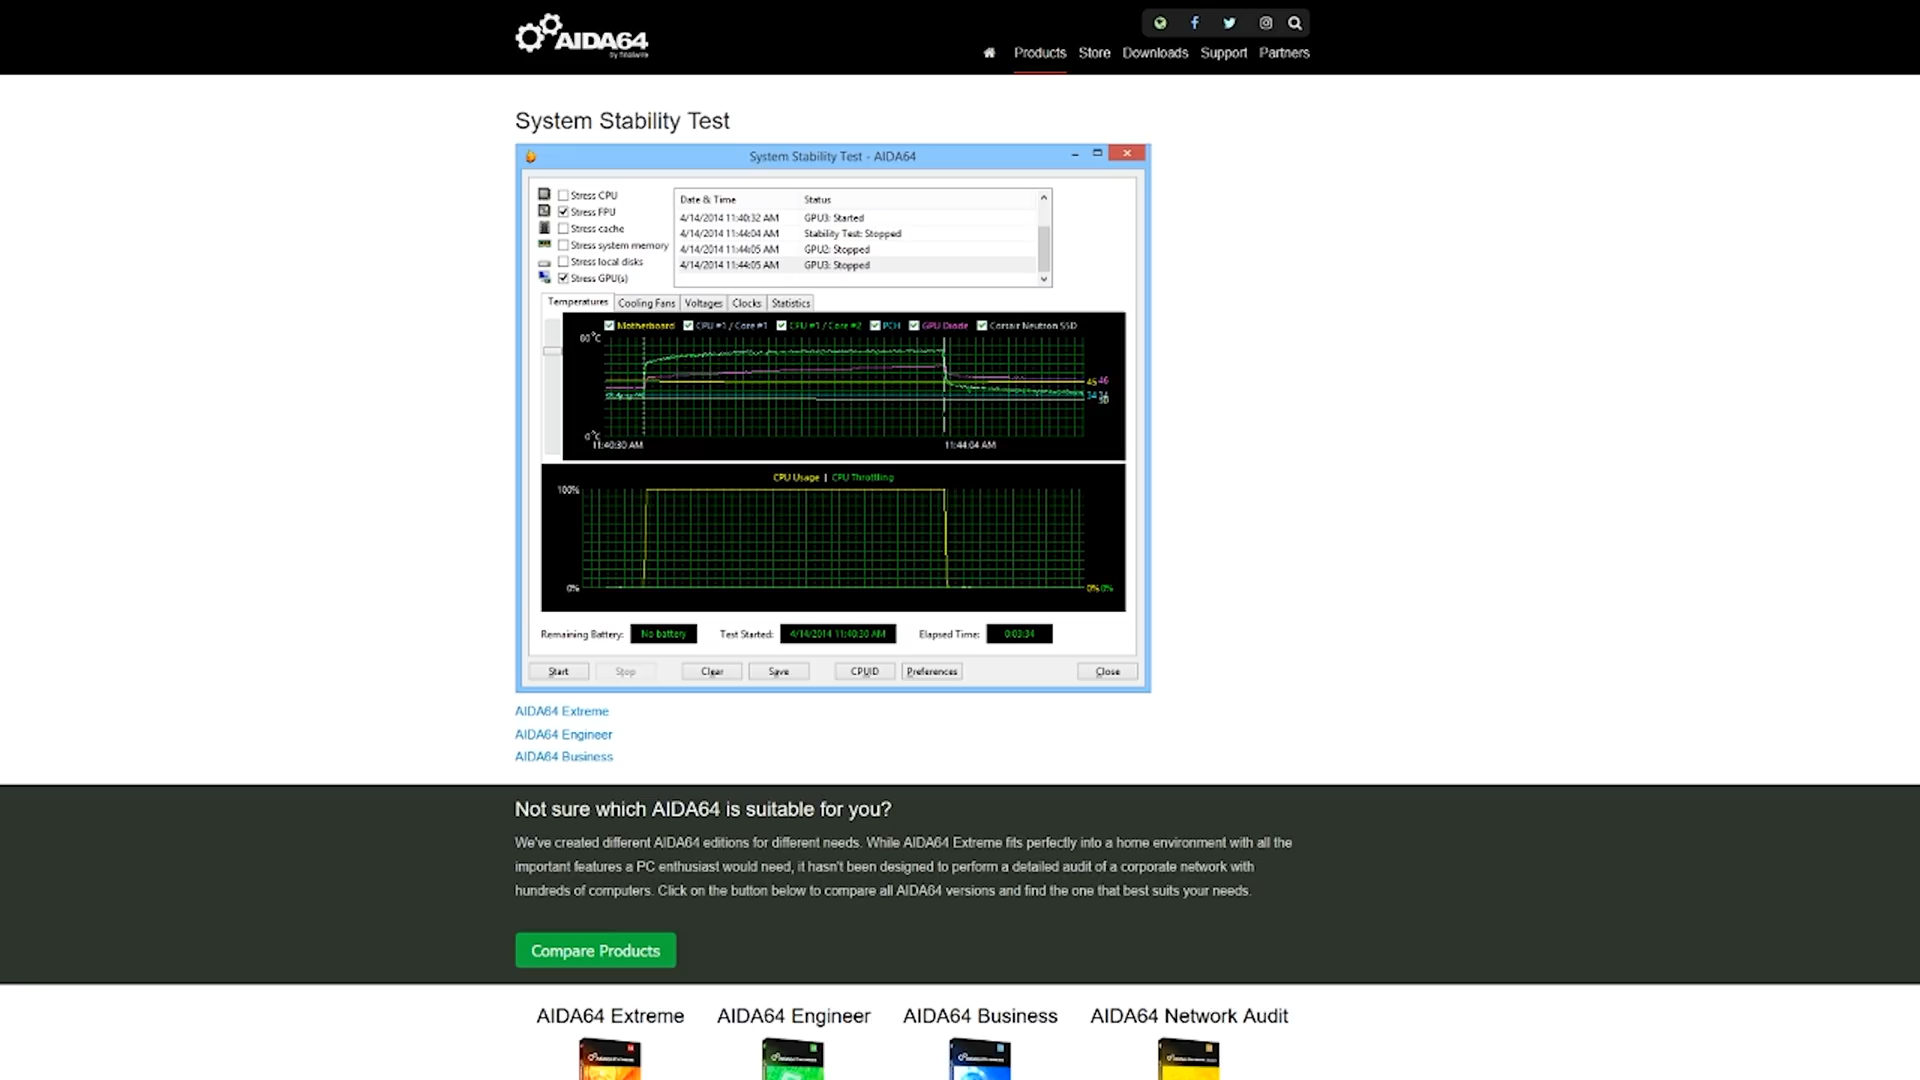 AIDA64
by finalwire
Products Store Downloads Support Partners
System Stability Test
System Stability Test - AIDA64
Stress CPU
Stress FPU
Stress cache
Stress system memory
Stress local disks
Stress GPU(s)
Date & Time Status
4/14/2014 11:40:32 AM GPU3: Started
4/14/2014 11:44:04 AM Stability Test: Stopped
4/14/2014 11:44:05 AM GPU2: Stopped
4/14/2014 11:44:05 AM GPU3: Stopped
Temperatures Cooling Fans Voltages Clocks Statistics
Motherboard CPU #1 / Core #1 CPU #1 / Core #2 PCH GPU Diode Corsair Neutron SSD
80°C
45 46
34 34
30
0°C
11:40:30 AM 11:44:04 AM
CPU Usage | CPU Throttling
100%
0% 0% 0%
Remaining Battery: No battery Test Started: 4/14/2014 11:40:30 AM Elapsed Time: 0:03:34
Start Stop Clear Save CPUID Preferences Close
AIDA64 Extreme
AIDA64 Engineer
AIDA64 Business
Not sure which AIDA64 is suitable for you?
We've created different AIDA64 editions for different needs. While AIDA64 Extreme fits perfectly into a home environment with all the
important features a PC enthusiast would need, it hasn't been designed to perform a detailed audit of a corporate network with
hundreds of computers. Click on the button below to compare all AIDA64 versions and find the one that best suits your needs.
Compare Products
AIDA64 Extreme AIDA64 Engineer AIDA64 Business AIDA64 Network Audit